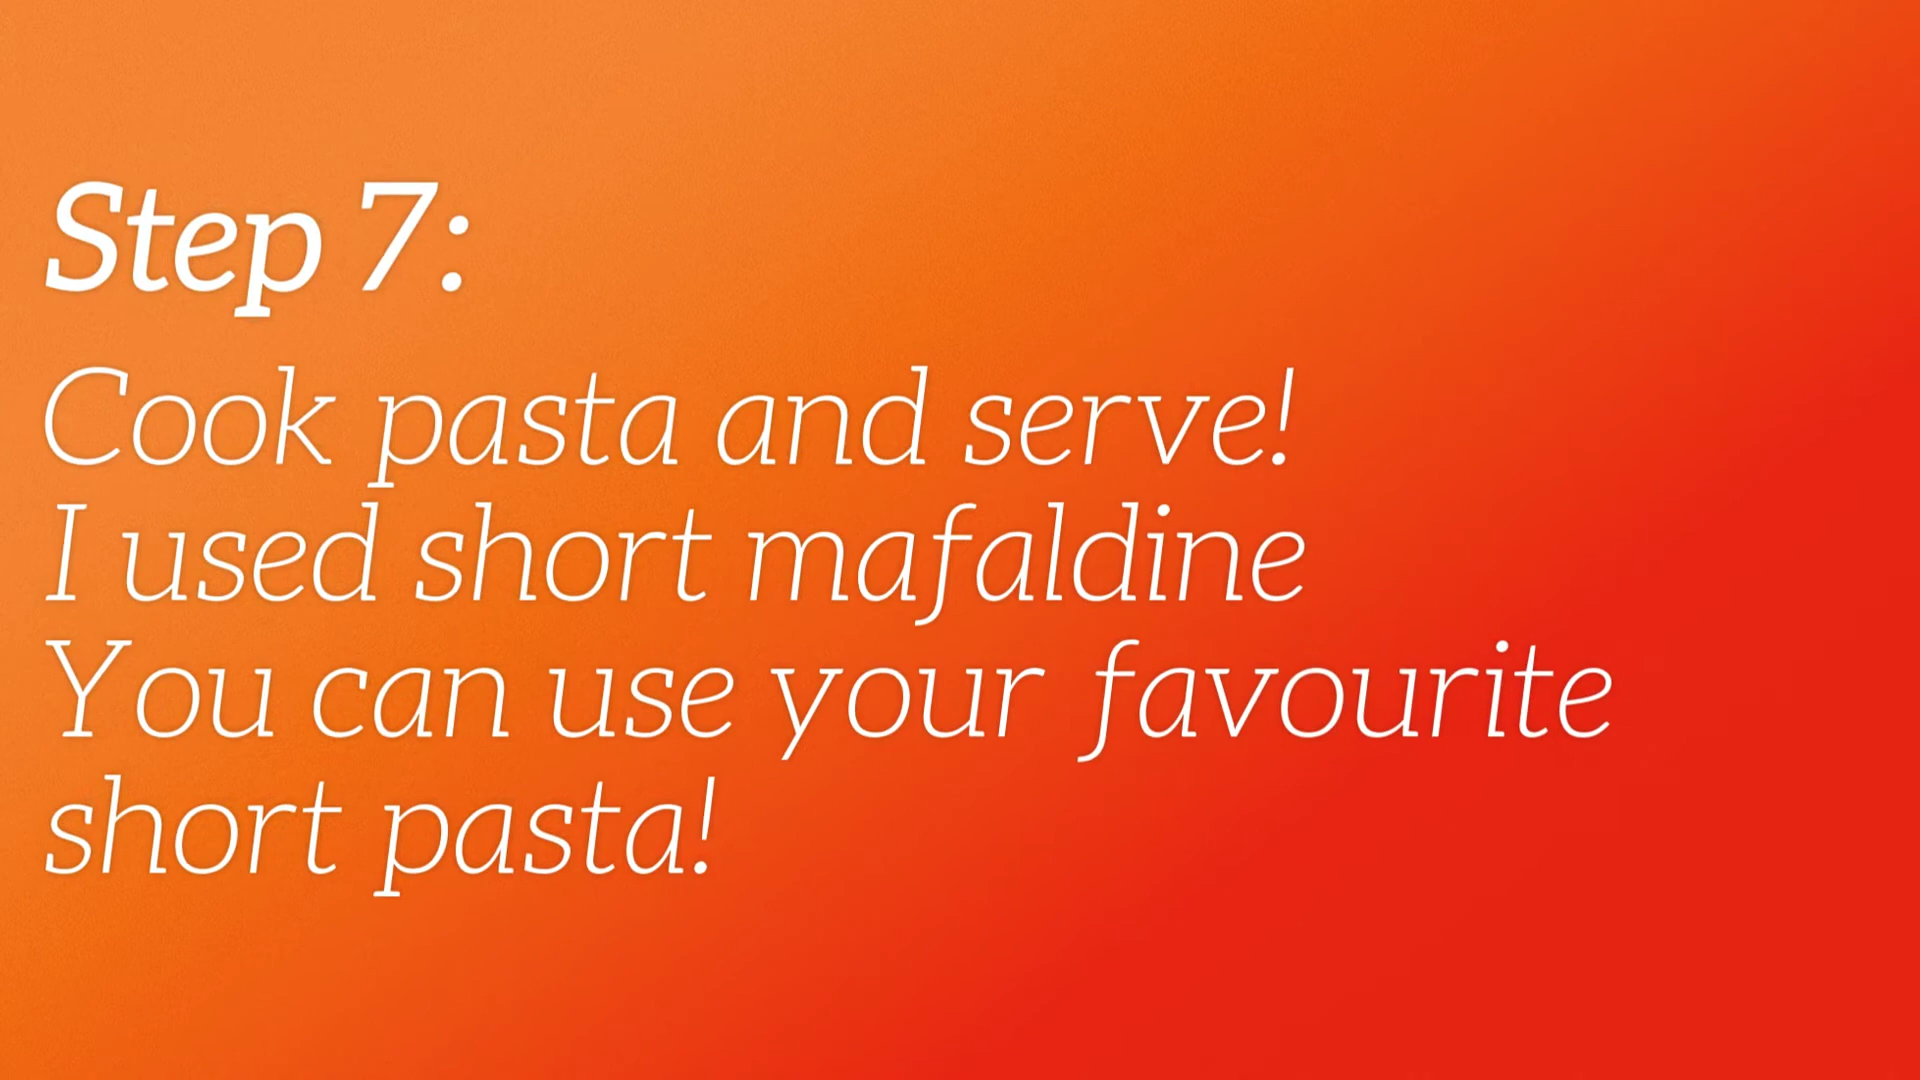 Step 7:
Cook pasta and serve!
I used short mafaldine
You can use your favourite
short pasta!